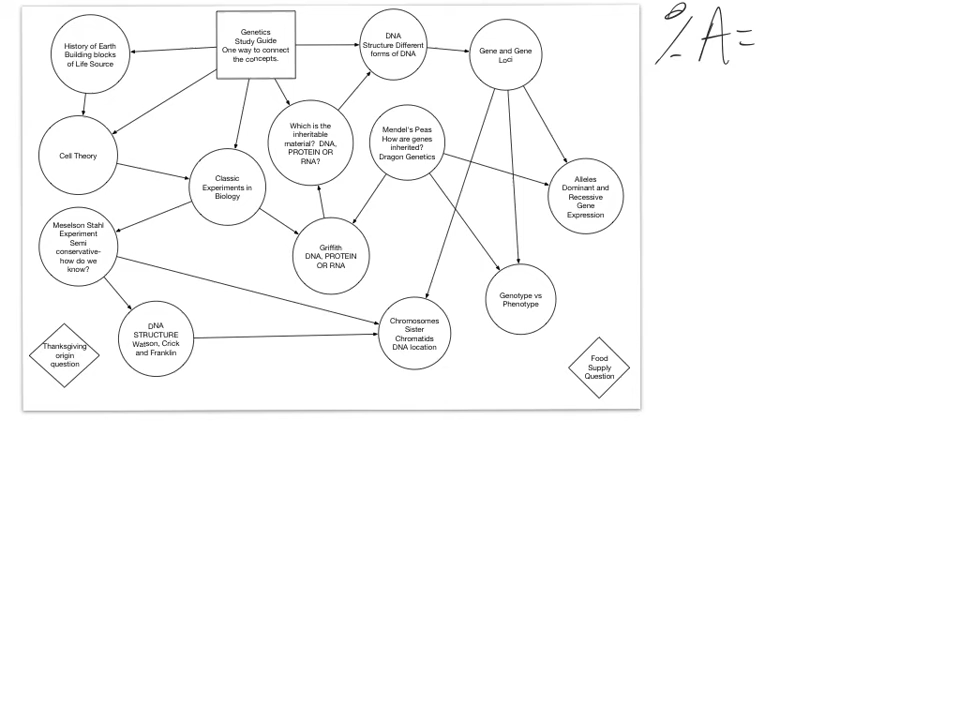 History of Earth
Building blocks
of Life Source
Genetics
Study Guide
One way to connect
the concepts.
DNA
Structure Different
forms of DNA
Gene and Gene
Loci
% A =
Cell Theory
Classic
Experiments in
Biology
Which is the
inheritable
material? DNA,
PROTEIN OR
RNA?
Mendel's Peas
How are genes
inherited?
Dragon Genetics
Alleles
Dominant and
Recessive
Gene
Expression
Meselson Stahl
Experiment
Semi
conservative-
how do we
know?
Griffith
DNA, PROTEIN
OR RNA
Genotype vs
Phenotype
DNA
STRUCTURE
Watson, Crick
and Franklin
Chromosomes
Sister
Chromatids
DNA location
Thanksgiving
origin
question
Food
Supply
Question